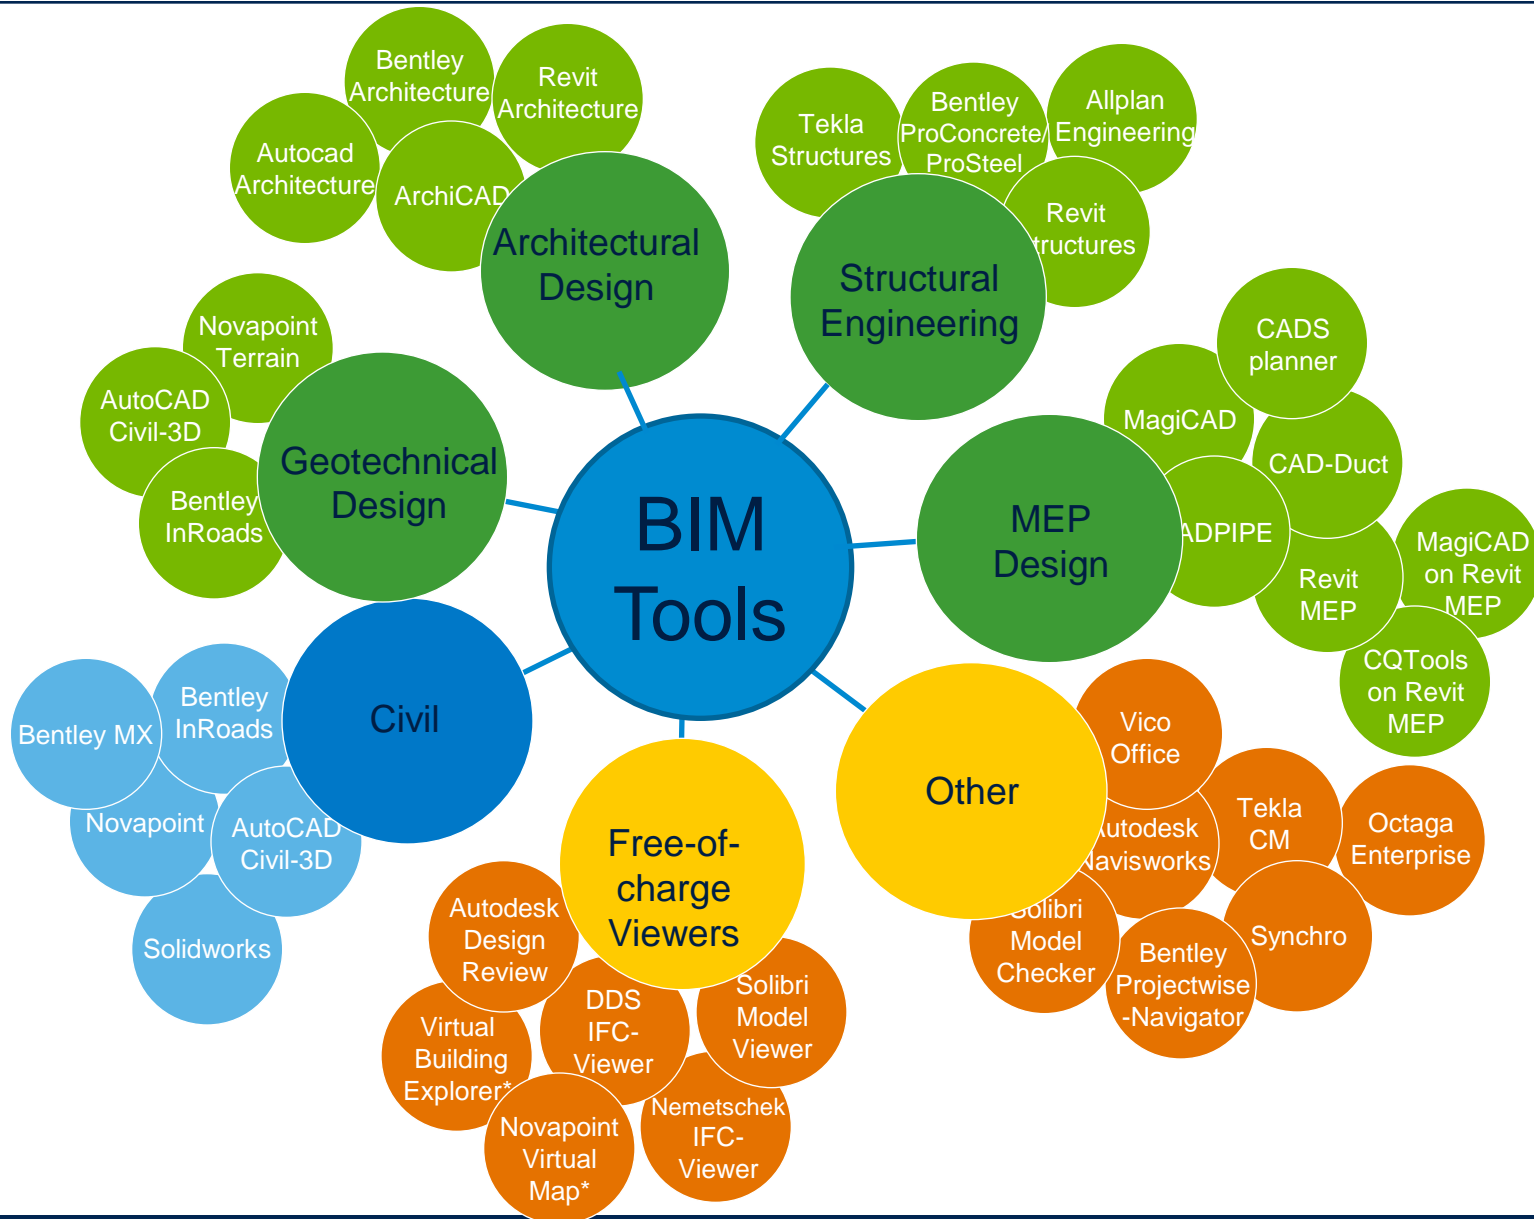 Bentley
Architecture
Revit
Architecture
Autocad
Architecture
ArchiCAD
Architectural
Design
Tekla
Structures
Bentley
ProConcrete/
ProSteel
Allplan
Engineering
Revit
tructures
Structural
Engineering
Novapoint
Terrain
AutoCAD
Civil-3D
Bentley
InRoads
Geotechnical
Design
BIM
Tools
CADS
planner
MagiCAD
CAD-Duct
ADPIPE
Revit
MEP
MagiCAD
on Revit
MEP
CQTools
on Revit
MEP
MEP
Design
Bentley
InRoads
Bentley MX
Novapoint
AutoCAD
Civil-3D
Solidworks
Civil
Free-of-
charge
Viewers
Autodesk
Design
Review
Virtual
Building
Explorer*
DDS
IFC-
Viewer
Novapoint
Virtual
Map*
Solibri
Model
Viewer
Nemetschek
IFC-
Viewer
Other
Vico
Office
Autodesk
Navisworks
Tekla
CM
Octaga
Enterprise
Solibri
Model
Checker
Bentley
Projectwise
-Navigator
Synchro